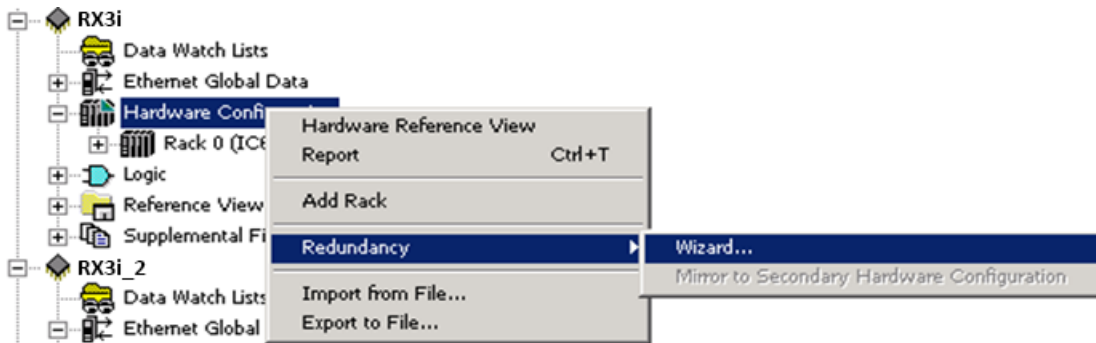 RX3i
Data Watch Lists
Ethernet Global Data
Hardware Confi
Rack 0 (IC6
Logic
Reference View
Supplemental Fi
RX3i_2
Data Watch Lists
Ethernet Global
Hardware Reference View
Report Ctrl+T
Add Rack
Redundancy
Import from File...
Export to File...
Wizard...
Mirror to Secondary Hardware Configuration